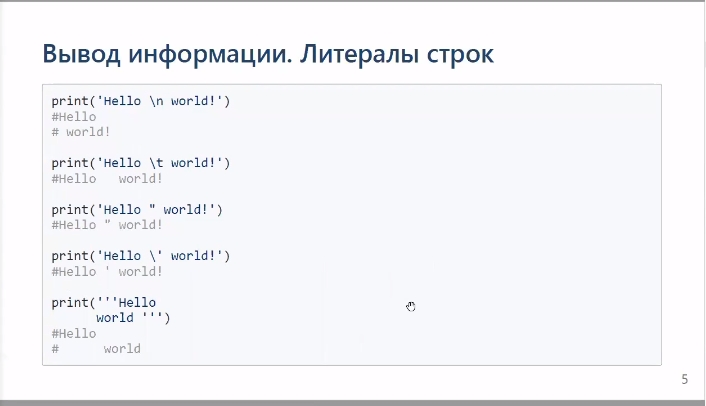 Вывод информации. Литералы строк
print('Hello \n world!')
#Hello
# world!
print('Hello \t world!')
#Hello   world!
print('Hello " world!')
#Hello " world!
print('Hello \' world!')
#Hello ' world!
print('''Hello
      world ''')
#Hello
#      world
5